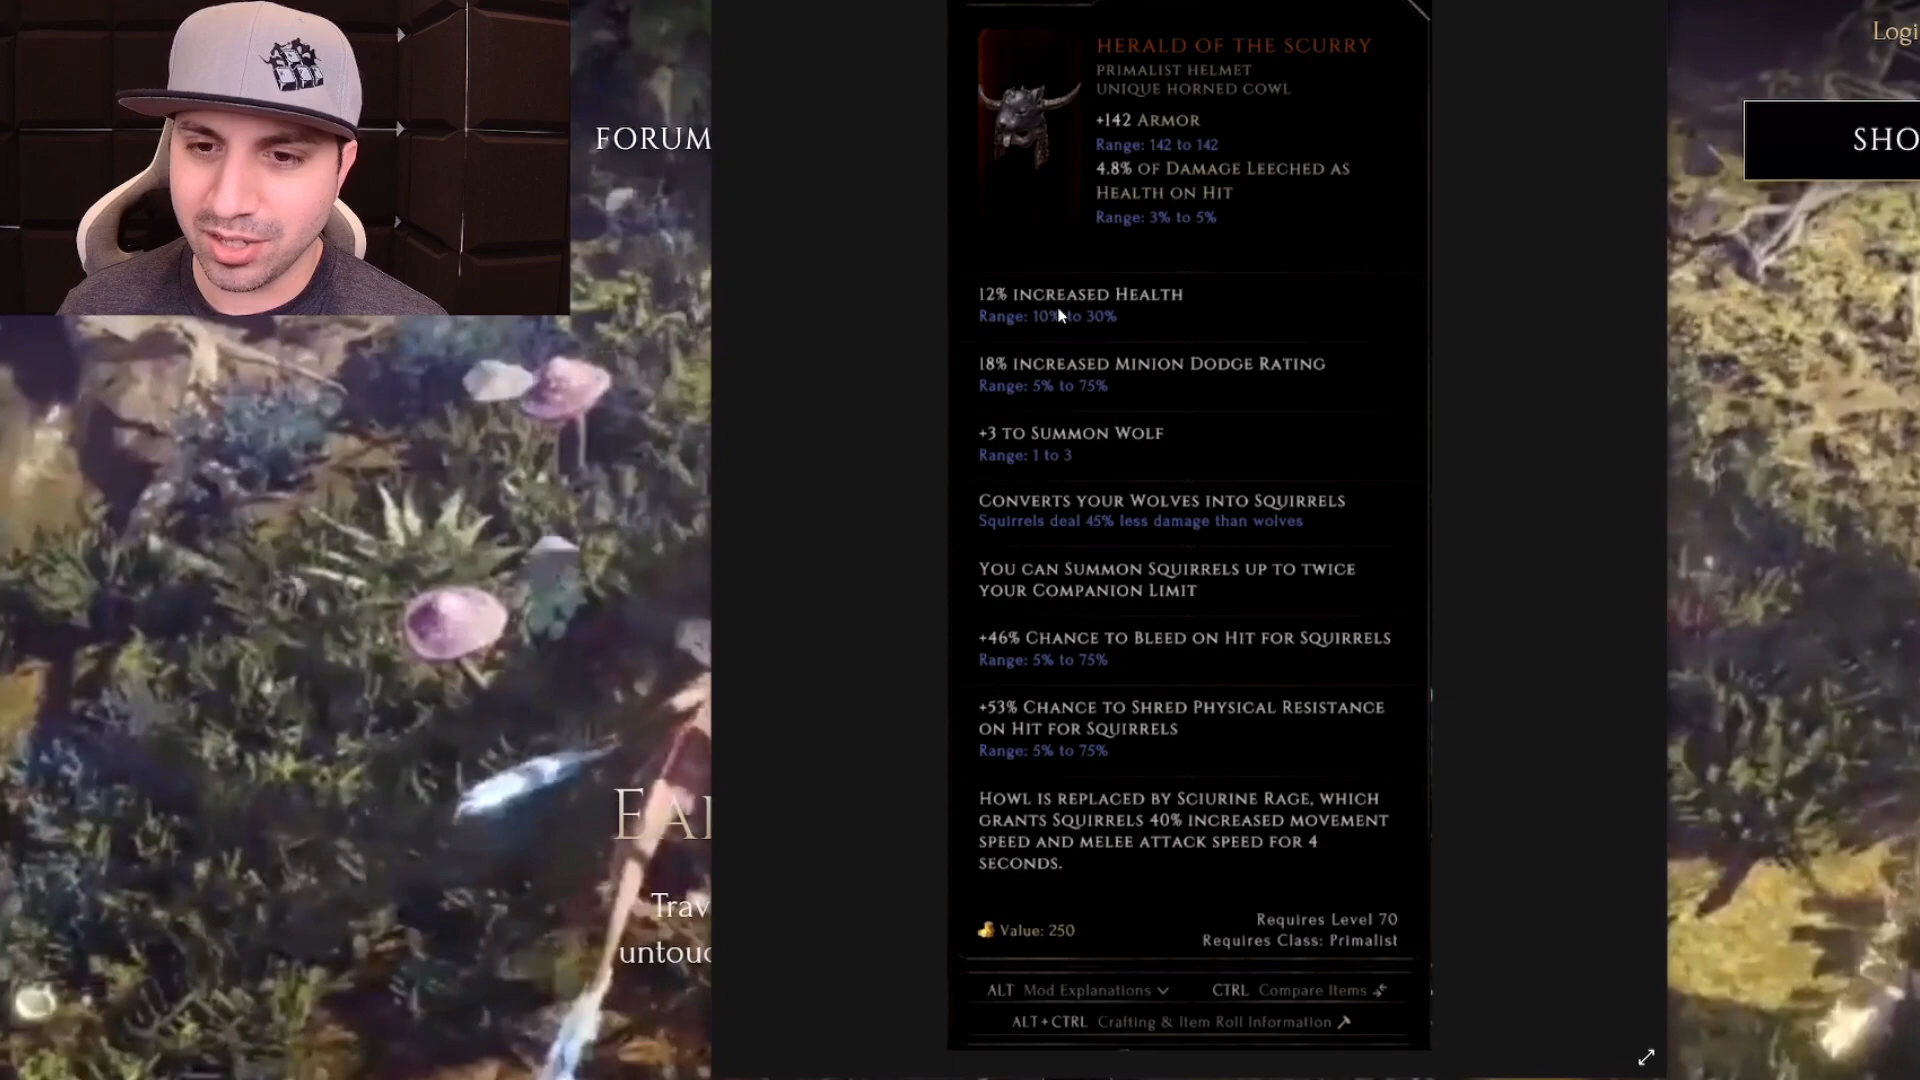 Logi
FORUM
SHO
HERALD OF THE SCURRY
PRIMALIST HELMET
UNIQUE HORNED COWL
+142 ARMOR
Range: 142 to 142
4.8% OF DAMAGE LEECHED AS
HEALTH ON HIT
Range: 3% to 5%
12% INCREASED HEALTH
Range: 10% to 30%
18% INCREASED MINION DODGE RATING
Range: 5% to 75%
+3 TO SUMMON WOLF
Range: 1 to 3
CONVERTS YOUR WOLVES INTO SQUIRRELS
Squirrels deal 45% less damage than wolves
YOU CAN SUMMON SQUIRRELS UP TO TWICE
YOUR COMPANION LIMIT
+46% CHANCE TO BLEED ON HIT FOR SQUIRRELS
Range: 5% to 75%
+53% CHANCE TO SHRED PHYSICAL RESISTANCE
ON HIT FOR SQUIRRELS
Range: 5% to 75%
HOWL IS REPLACED BY SCIURINE RAGE, WHICH
GRANTS SQUIRRELS 40% INCREASED MOVEMENT
SPEED AND MELEE ATTACK SPEED FOR 4
SECONDS.
EA
Trav
untouc
Value: 250
Requires Level 70
Requires Class: Primalist
ALT Mod Explanations CTRL Compare Items
ALT + CTRL Crafting & Item Roll Information